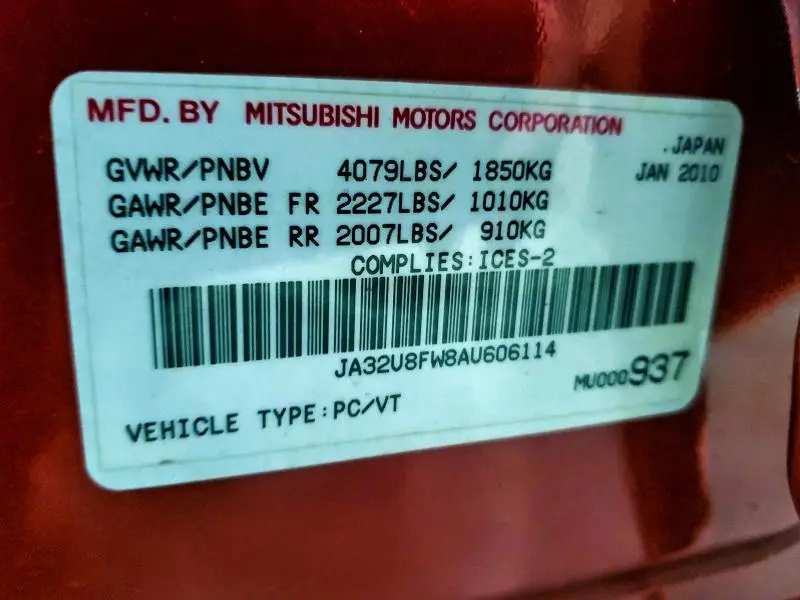 MFD. BY MITSUBISHI MOTORS CORPORATION
JAPAN
GVWR/PNBV 4079LBS/ 1850KG JAN 2010
GAWR/PNBE FR 2227LBS/ 1010KG
GAWR/PNBE RR 2007LBS/ 910KG
COMPLIES:ICES-2
JA32U8FW8AU606114
MU000937
VEHICLE TYPE:PC/VT